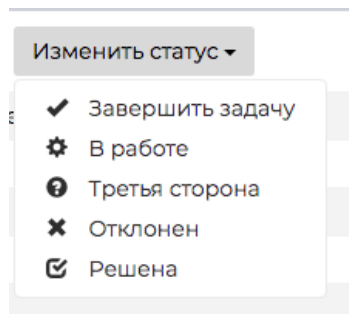 Изменить статус
Завершить задачу
В работе
Третья сторона
Отклонен
Решена